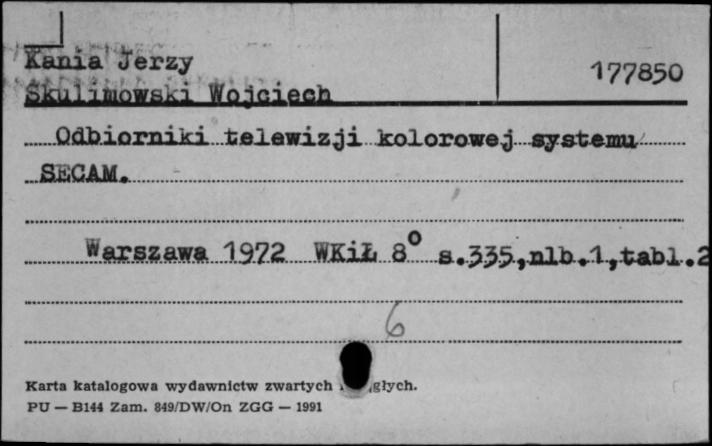 Kania Jerzy
177850
Skulimowski Wojciech
Odbiorniki telewizji kolorowej systemu
SECAM.
Warszawa 1972 WKiŁ 8° s.335,nlb.1,tabl.2
6
Karta katalogowa wydawnictw zwartych
PU — B144 Zam. 849/DW/On ZGG — 1991